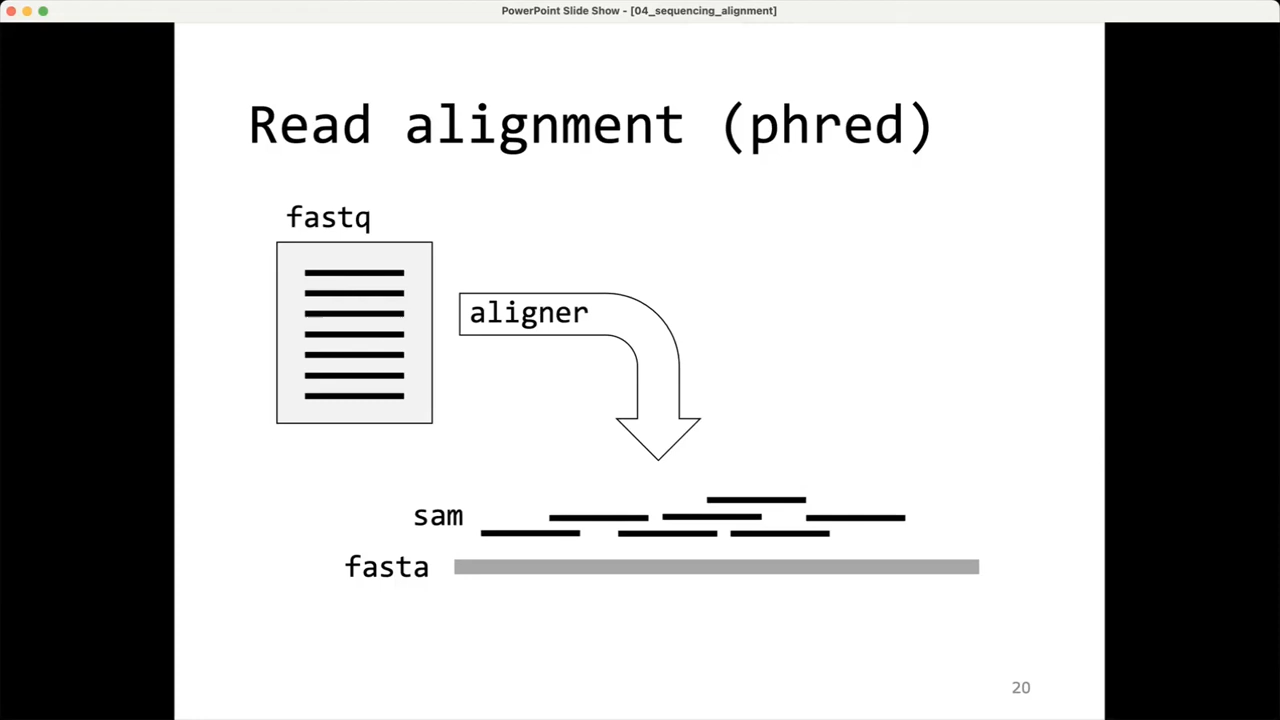 PowerPoint Slide Show - [04_sequencing_alignment]
Read alignment (phred)
fastq
aligner
sam
fasta
20